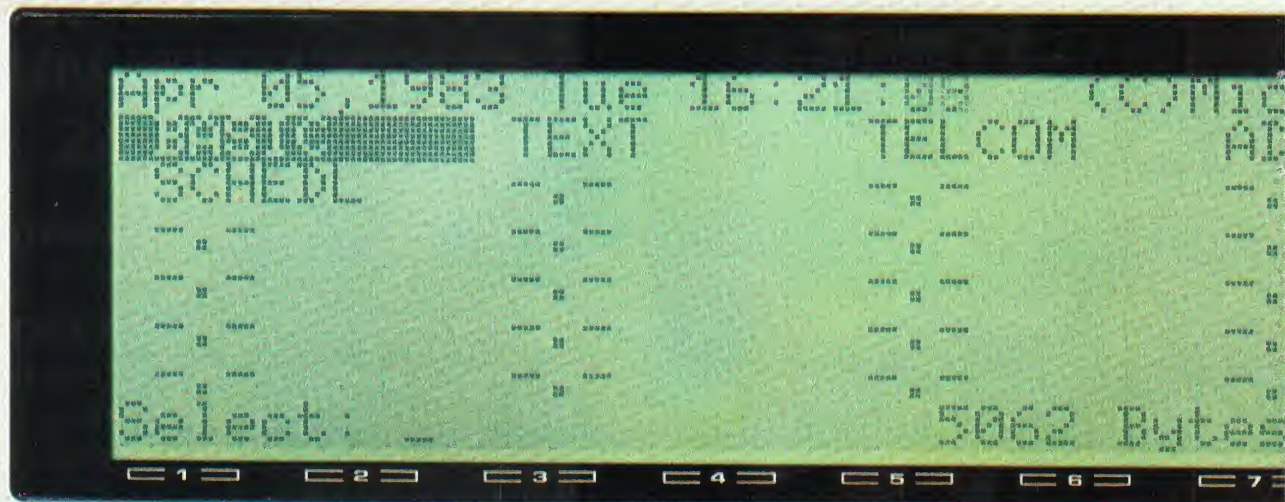 Apr 05,1983 Tue 16:21: (C)Mic
BASIC TEXT TELCOM AD
SCHEDL -.- -.- -.-
-.- -.- -.- -.-
-.- -.- -.- -.-
-.- -.- -.- -.-
-.- -.- -.- -.-
Select: _ 5062 Bytes
1 2 3 4 5 6 7